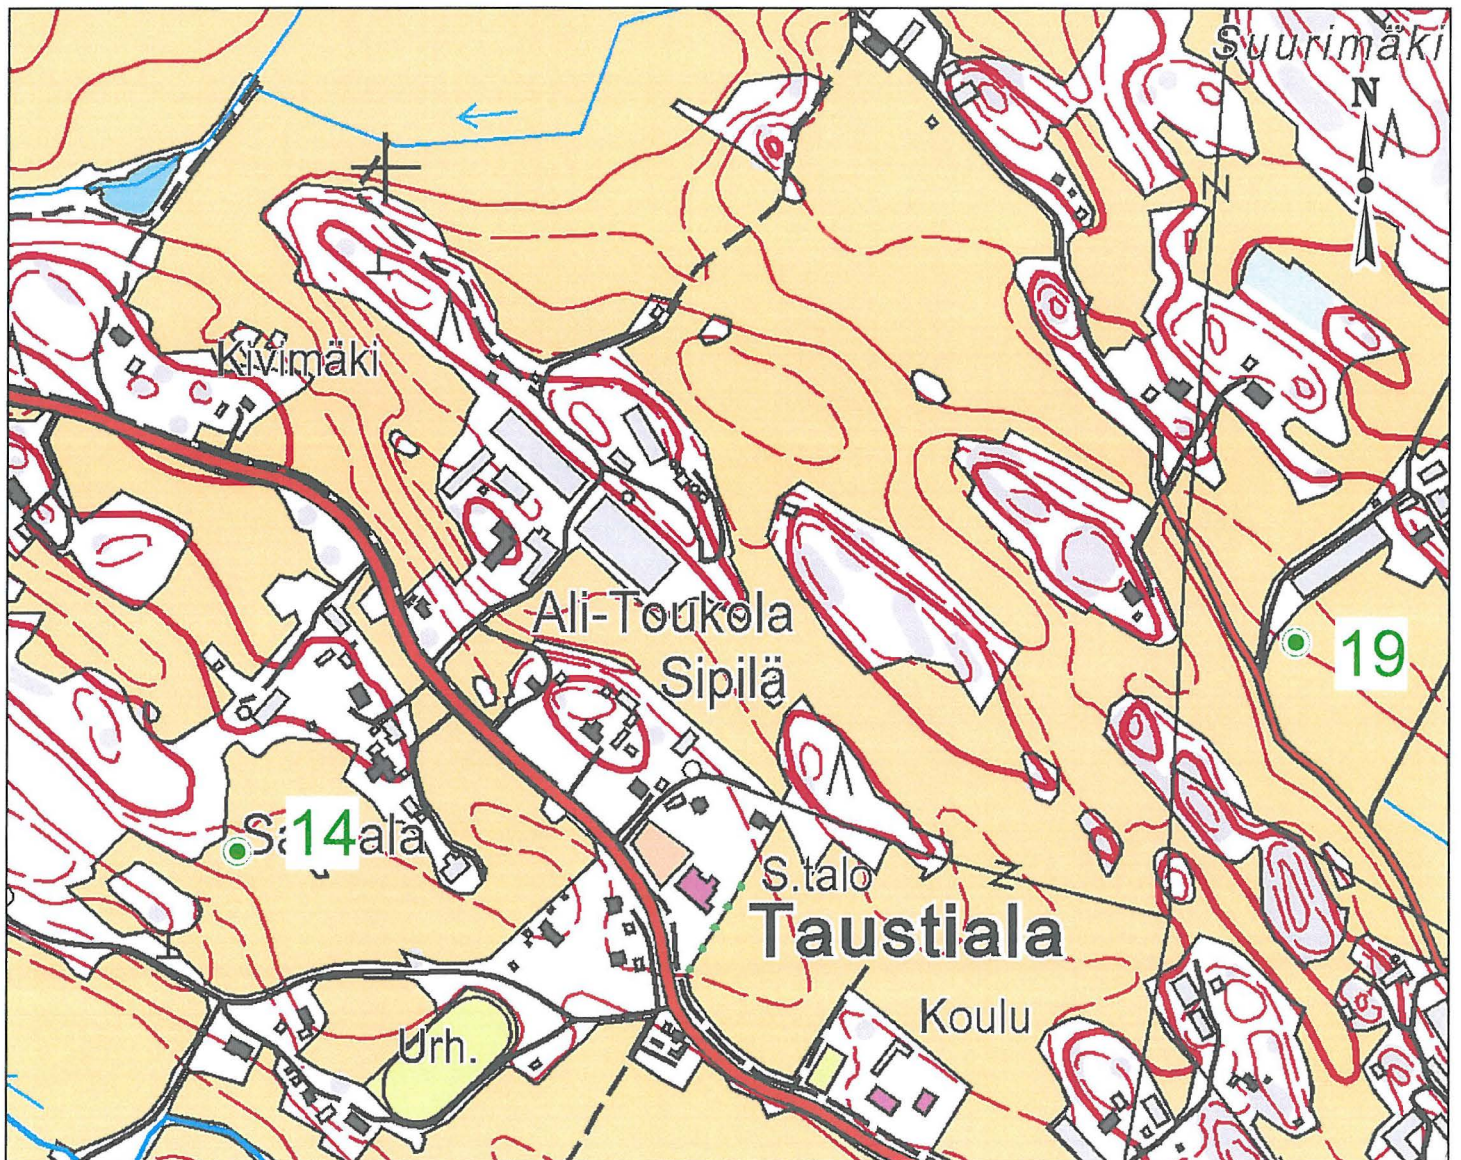 Suurimäki
N
Kivimäki
Ali-Toukola
Sipilä
19
14
S.talo
Taustiala
Koulu
Urh.